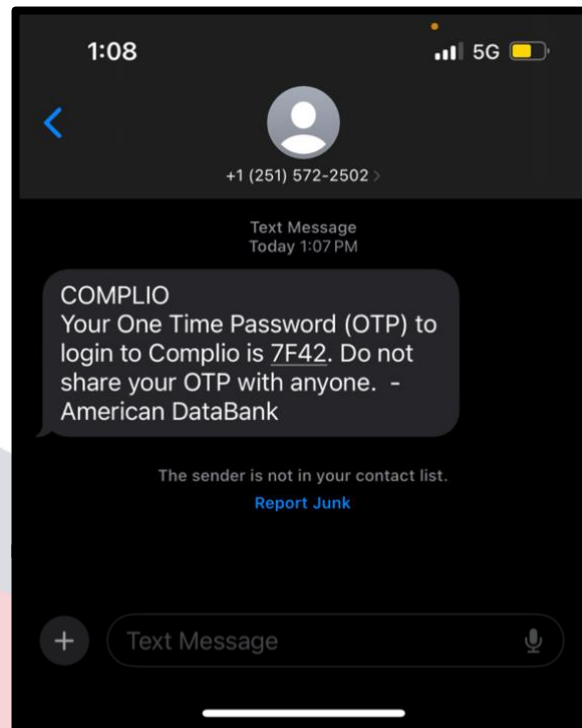 1:08
5G
+1 (251) 572-2502
Text Message
Today 1:07 PM
COMPLIO
Your One Time Password (OTP) to
login to Complio is 7F42. Do not
share your OTP with anyone.  -
American DataBank
The sender is not in your contact list.
Report Junk
Text Message